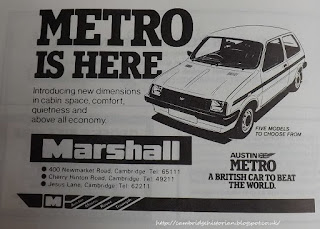 METRO
IS HERE
Introducing new dimensions
in cabin space, comfort,
quietness and
above all economy.
FIVE MODELS
TO CHOOSE FROM
Marshall
400 Newmarket Road, Cambridge. Tel: 65111
Cherry Hinton Road, Cambridge. Tel: 49211
Jesus Lane, Cambridge. Tel: 62211
M
AUSTIN
METRO
A BRITISH CAR TO BEAT
THE WORLD.
http://cambridgehistorian.blogspot.co.uk/